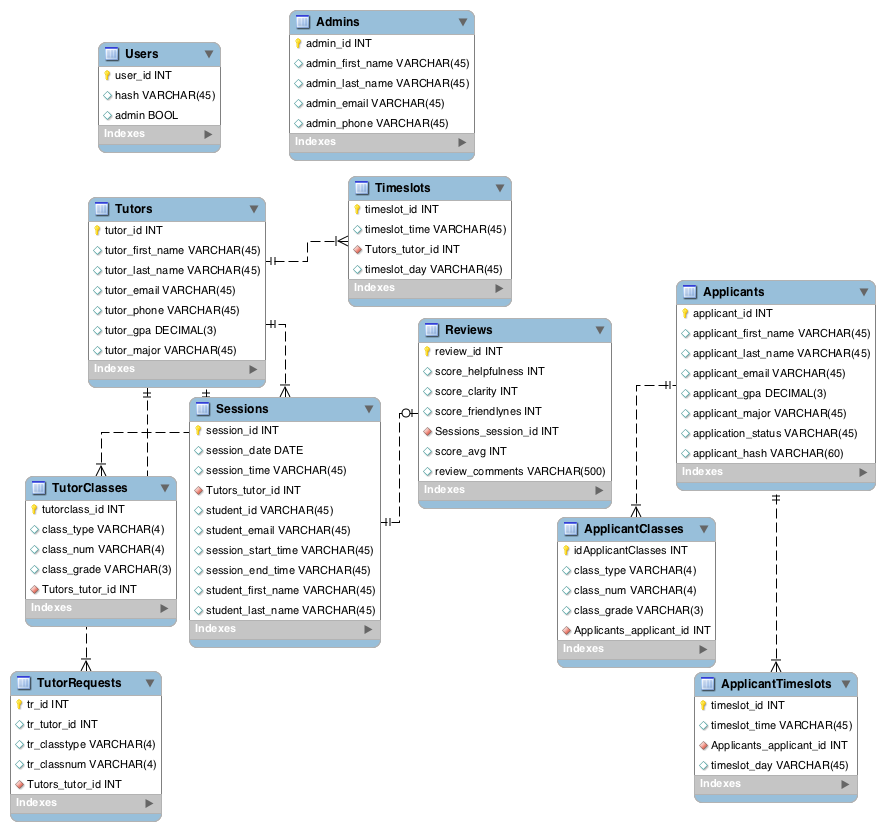 Admins
admin_id INT
admin_first_name VARCHAR(45)
admin_last_name VARCHAR(45)
admin_email VARCHAR(45)
admin_phone VARCHAR(45)
Indexes
Users
user_id INT
hash VARCHAR(45)
admin BOOL
Indexes
Timeslots
timeslot_id INT
timeslot_time VARCHAR(45)
Tutors_tutor_id INT
timeslot_day VARCHAR(45)
Indexes
Tutors
tutor_id INT
tutor_first_name VARCHAR(45)
tutor_last_name VARCHAR(45)
tutor_email VARCHAR(45)
tutor_phone VARCHAR(45)
tutor_gpa DECIMAL(3)
tutor_major VARCHAR(45)
Indexes
Applicants
applicant_id INT
applicant_first_name VARCHAR(45)
applicant_last_name VARCHAR(45)
applicant_email VARCHAR(45)
applicant_gpa DECIMAL(3)
applicant_major VARCHAR(45)
application_status VARCHAR(45)
applicant_hash VARCHAR(60)
Indexes
Reviews
review_id INT
score_helpfulness INT
score_clarity INT
score_friendlynes INT
Sessions_session_id INT
score_avg INT
review_comments VARCHAR(500)
Indexes
Sessions
session_id INT
session_date DATE
session_time VARCHAR(45)
Tutors_tutor_id INT
student_id VARCHAR(45)
student_email VARCHAR(45)
session_start_time VARCHAR(45)
session_end_time VARCHAR(45)
student_first_name VARCHAR(45)
student_last_name VARCHAR(45)
Indexes
TutorClasses
tutorclass_id INT
class_type VARCHAR(4)
class_num VARCHAR(4)
class_grade VARCHAR(3)
Tutors_tutor_id INT
Indexes
ApplicantClasses
idApplicantClasses INT
class_type VARCHAR(4)
class_num VARCHAR(4)
class_grade VARCHAR(3)
Applicants_applicant_id INT
Indexes
TutorRequests
tr_id INT
tr_tutor_id INT
tr_classtype VARCHAR(4)
tr_classnum VARCHAR(4)
Tutors_tutor_id INT
Indexes
ApplicantTimeslots
timeslot_id INT
timeslot_time VARCHAR(45)
Applicants_applicant_id INT
timeslot_day VARCHAR(45)
Indexes